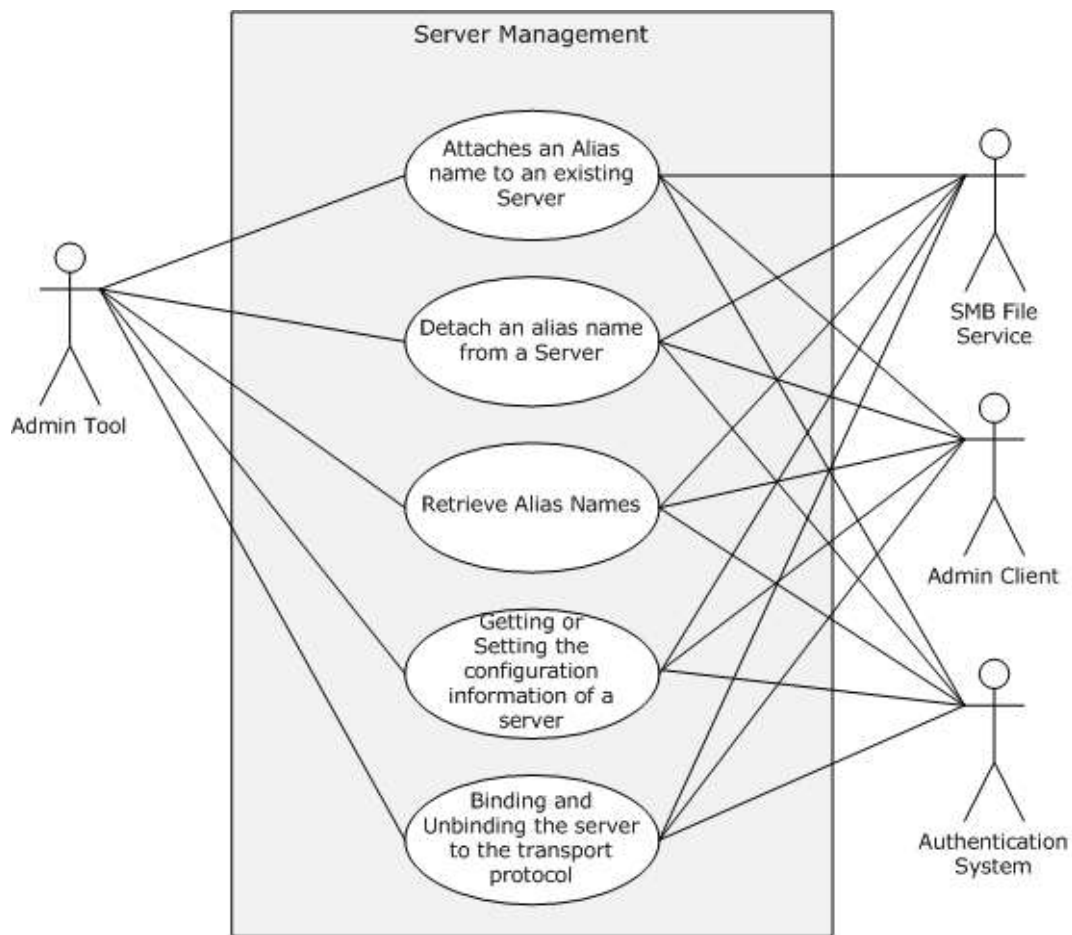 Server Management
Attaches an Alias
name to an existing
Server
Detach an alias name
from a Server
Retrieve Alias Names
Getting or
Setting the
configuration
information of a
server
Binding and
Unbinding the server
to the transport
protocol
Admin Tool
SMB File
Service
Admin Client
Authentication
System